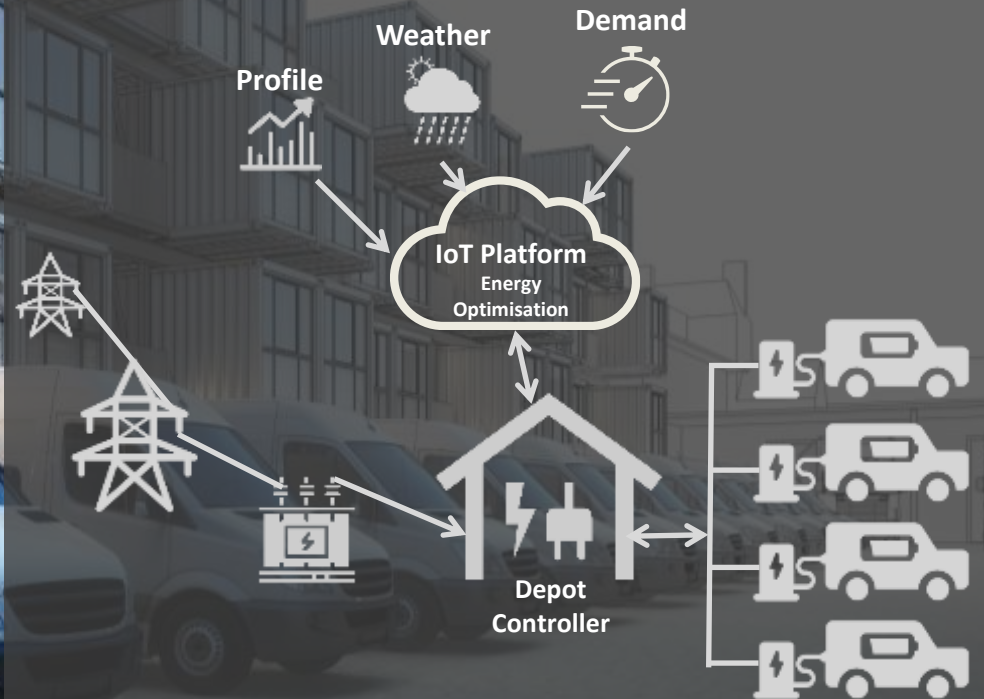 Demand
Weather
Profile
IoT Platform
Energy
Optimisation
Depot
Controller